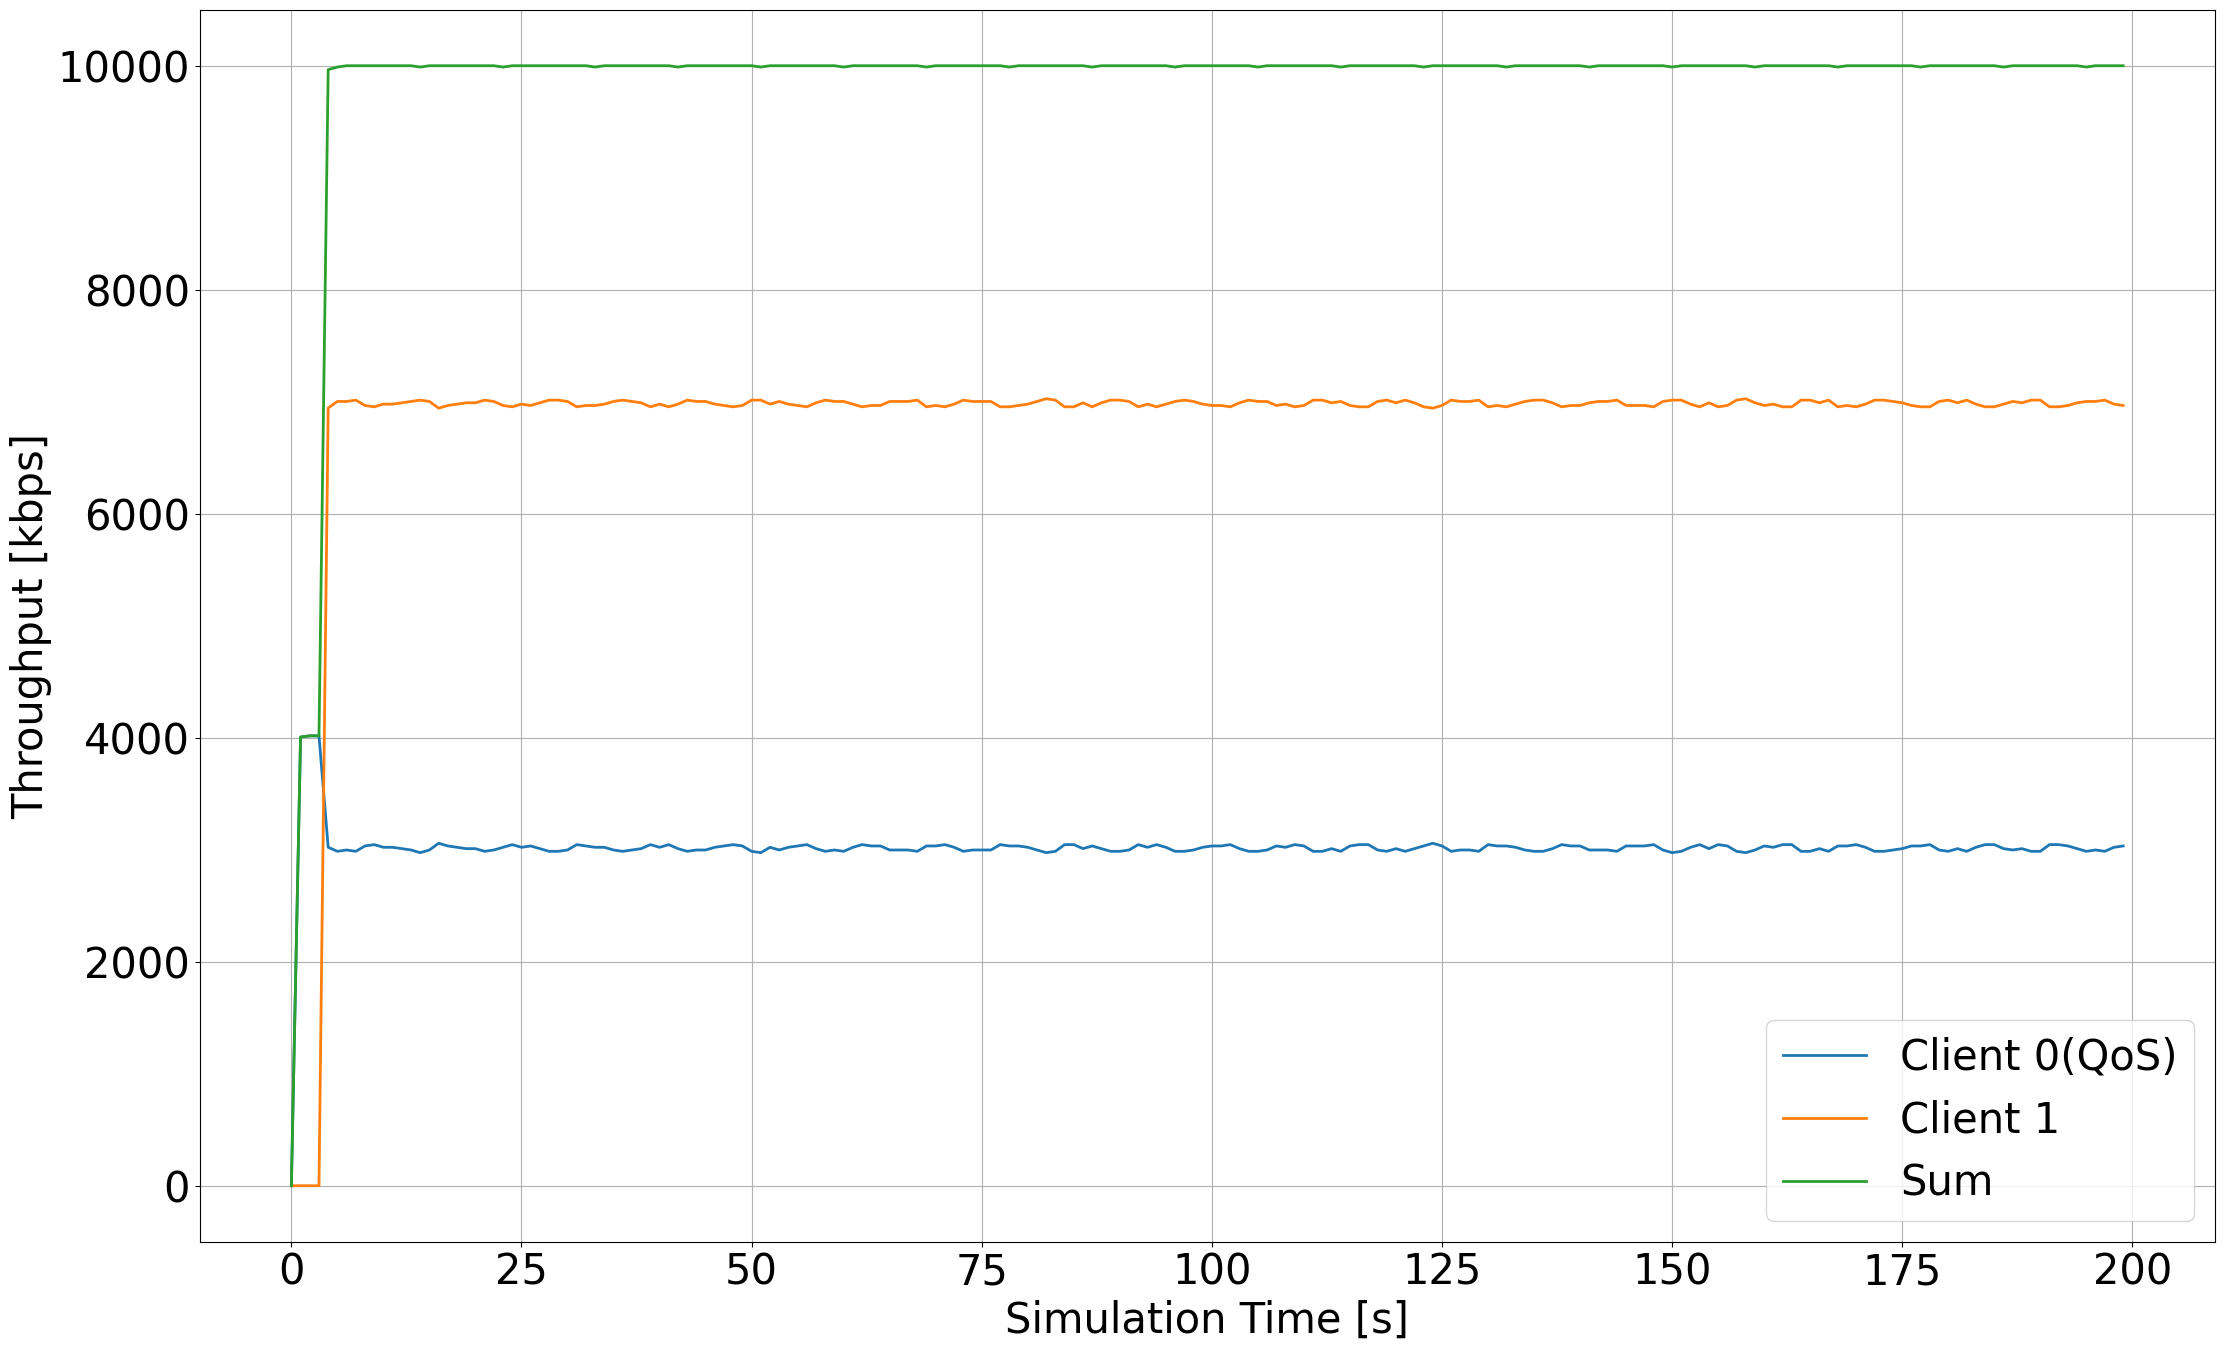 Throughput [kbps]
10000
8000
6000
4000
2000
0
0 25 50 75 100 125 150 175 200
Simulation Time [s]
Client 0(QoS)
Client 1
Sum